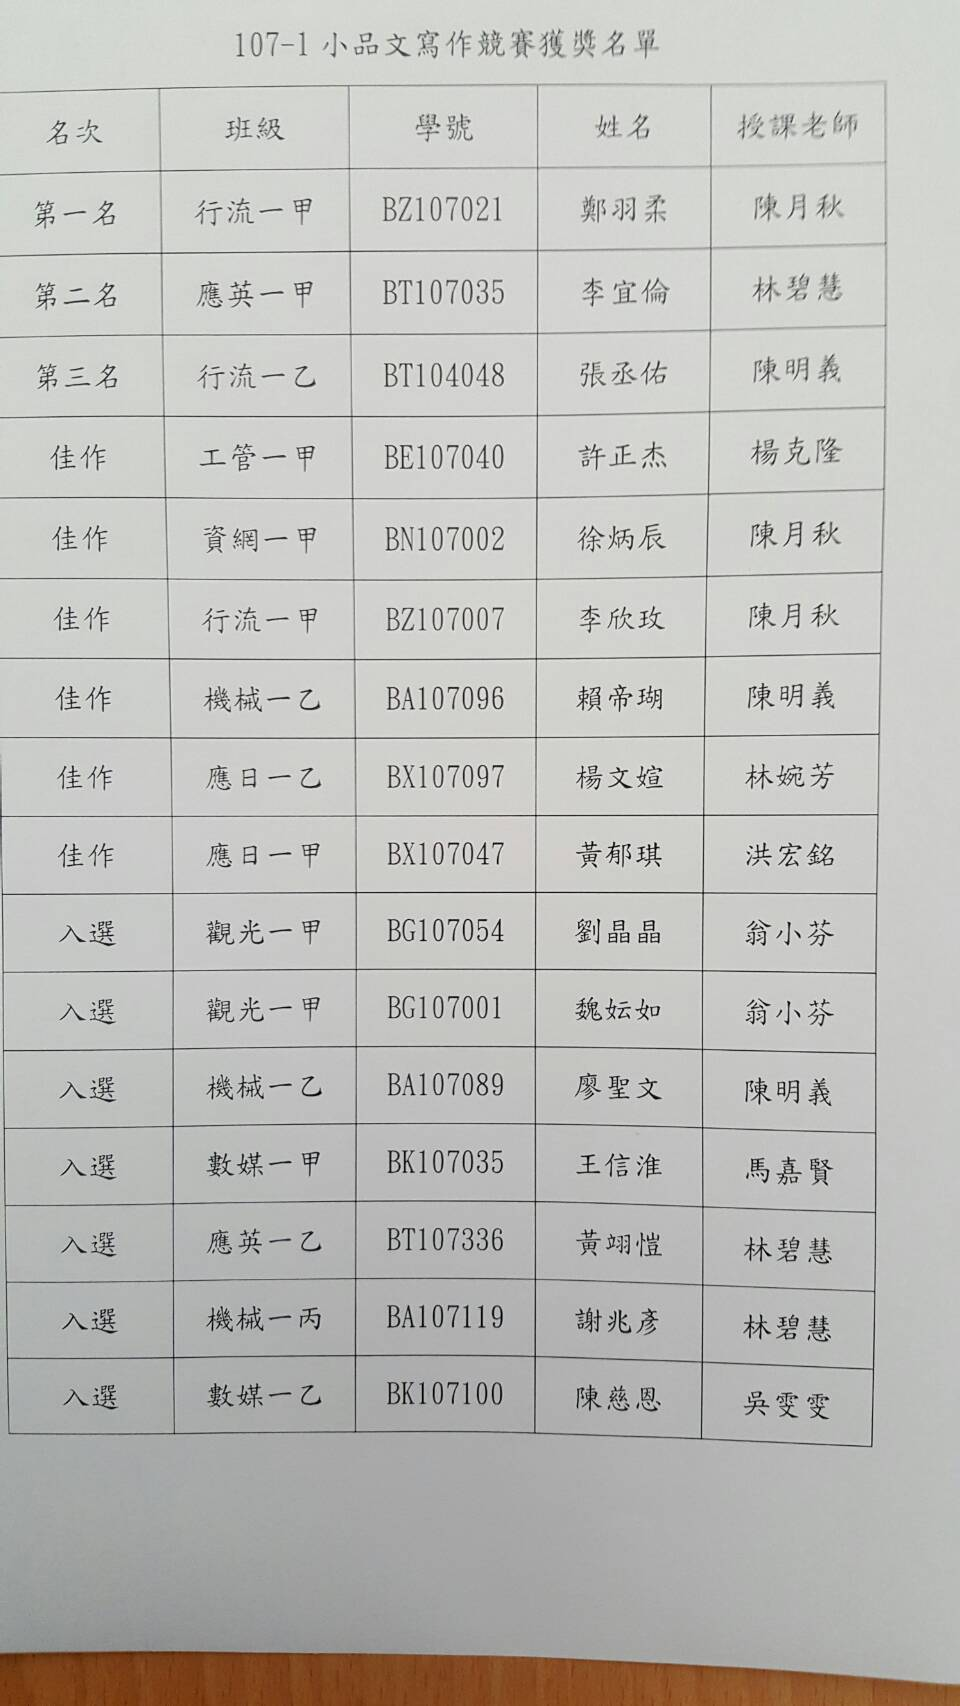 107-1 小品文寫作競賽獲獎名單
名次 班級 學號 姓名 授課老師
第一名 行流一甲 BZ107021 鄭羽柔 陳月秋
第二名 應英一甲 BT107035 李宜倫 林碧慧
第三名 行流一乙 BT104048 張丞佑 陳明義
佳作 工管一甲 BE107040 許正杰 楊克隆
佳作 資網一甲 BN107002 徐炳辰 陳月秋
佳作 行流一甲 BZ107007 李欣玫 陳月秋
佳作 機械一乙 BA107096 賴帝瑚 陳明義
佳作 應日一乙 BX107097 楊文媗 林婉芳
佳作 應日一甲 BX107047 黃郁琪 洪宏銘
入選 觀光一甲 BG107054 劉晶晶 翁小芬
入選 觀光一甲 BG107001 魏妘如 翁小芬
入選 機械一乙 BA107089 廖聖文 陳明義
入選 數媒一甲 BK107035 王信淮 馬嘉賢
入選 應英一乙 BT107336 黃翊愷 林碧慧
入選 機械一丙 BA107119 謝兆彥 林碧慧
入選 數媒一乙 BK107100 陳慈恩 吳雯雯